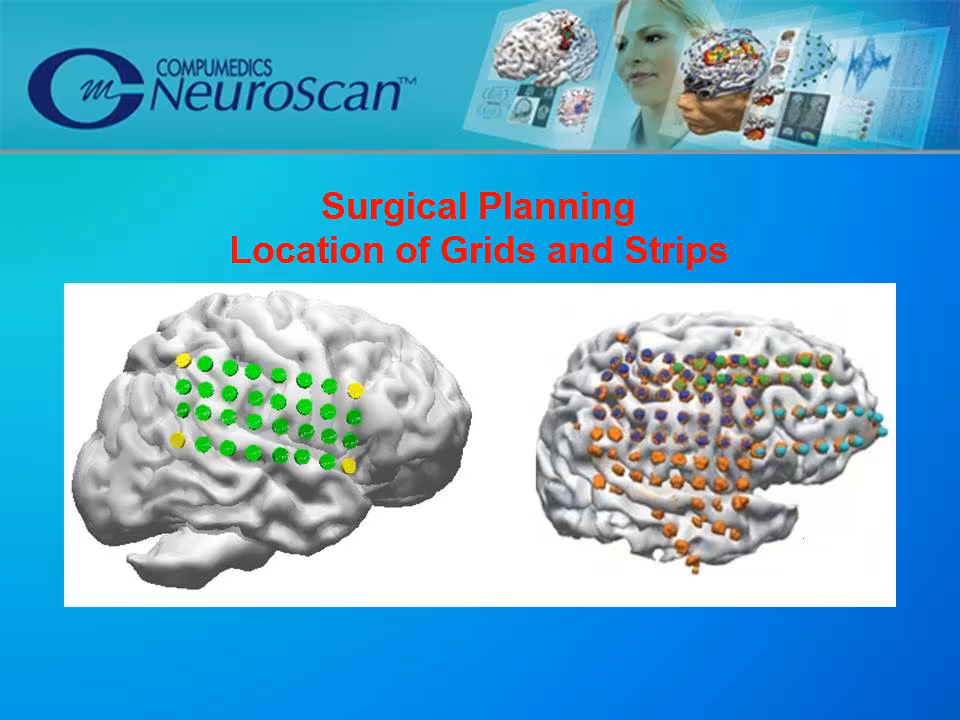 COMPUMEDICS
NeuroScan™
Surgical Planning
Location of Grids and Strips